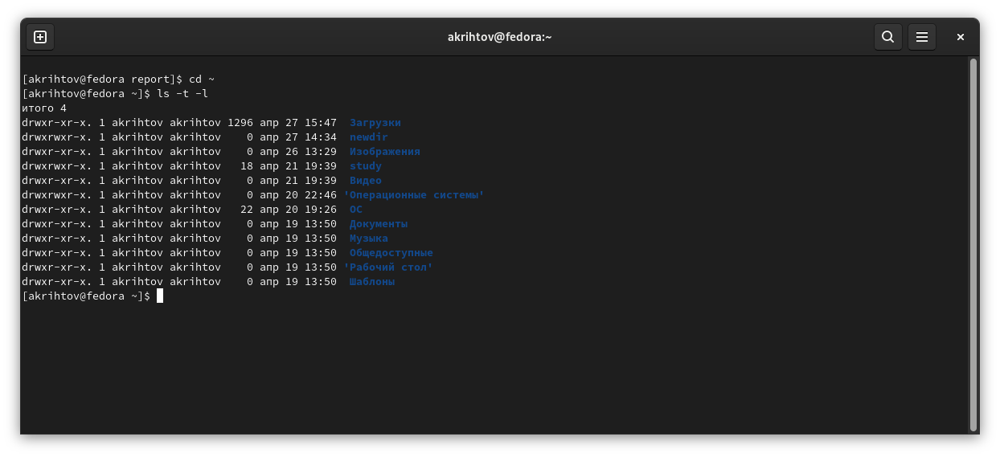 akrihtov@fedora:~
[akrihtov@fedora report]$ cd ~
[akrihtov@fedora ~]$ ls -t -l
итого 4
drwxr-xr-x. 1 akrihtov akrihtov 1296 апр 27 15:47  Загрузки
drwxrwxr-x. 1 akrihtov akrihtov    0 апр 27 14:34  newdir
drwxr-xr-x. 1 akrihtov akrihtov    0 апр 26 13:29  Изображения
drwxrwxr-x. 1 akrihtov akrihtov   18 апр 21 19:39  study
drwxr-xr-x. 1 akrihtov akrihtov    0 апр 21 19:39  Видео
drwxrwxr-x. 1 akrihtov akrihtov    0 апр 20 22:46 'Операционные системы'
drwxr-xr-x. 1 akrihtov akrihtov   22 апр 20 19:26  ОС
drwxr-xr-x. 1 akrihtov akrihtov    0 апр 19 13:50  Документы
drwxr-xr-x. 1 akrihtov akrihtov    0 апр 19 13:50  Музыка
drwxr-xr-x. 1 akrihtov akrihtov    0 апр 19 13:50  Общедоступные
drwxr-xr-x. 1 akrihtov akrihtov    0 апр 19 13:50 'Рабочий стол'
drwxr-xr-x. 1 akrihtov akrihtov    0 апр 19 13:50  Шаблоны
[akrihtov@fedora ~]$